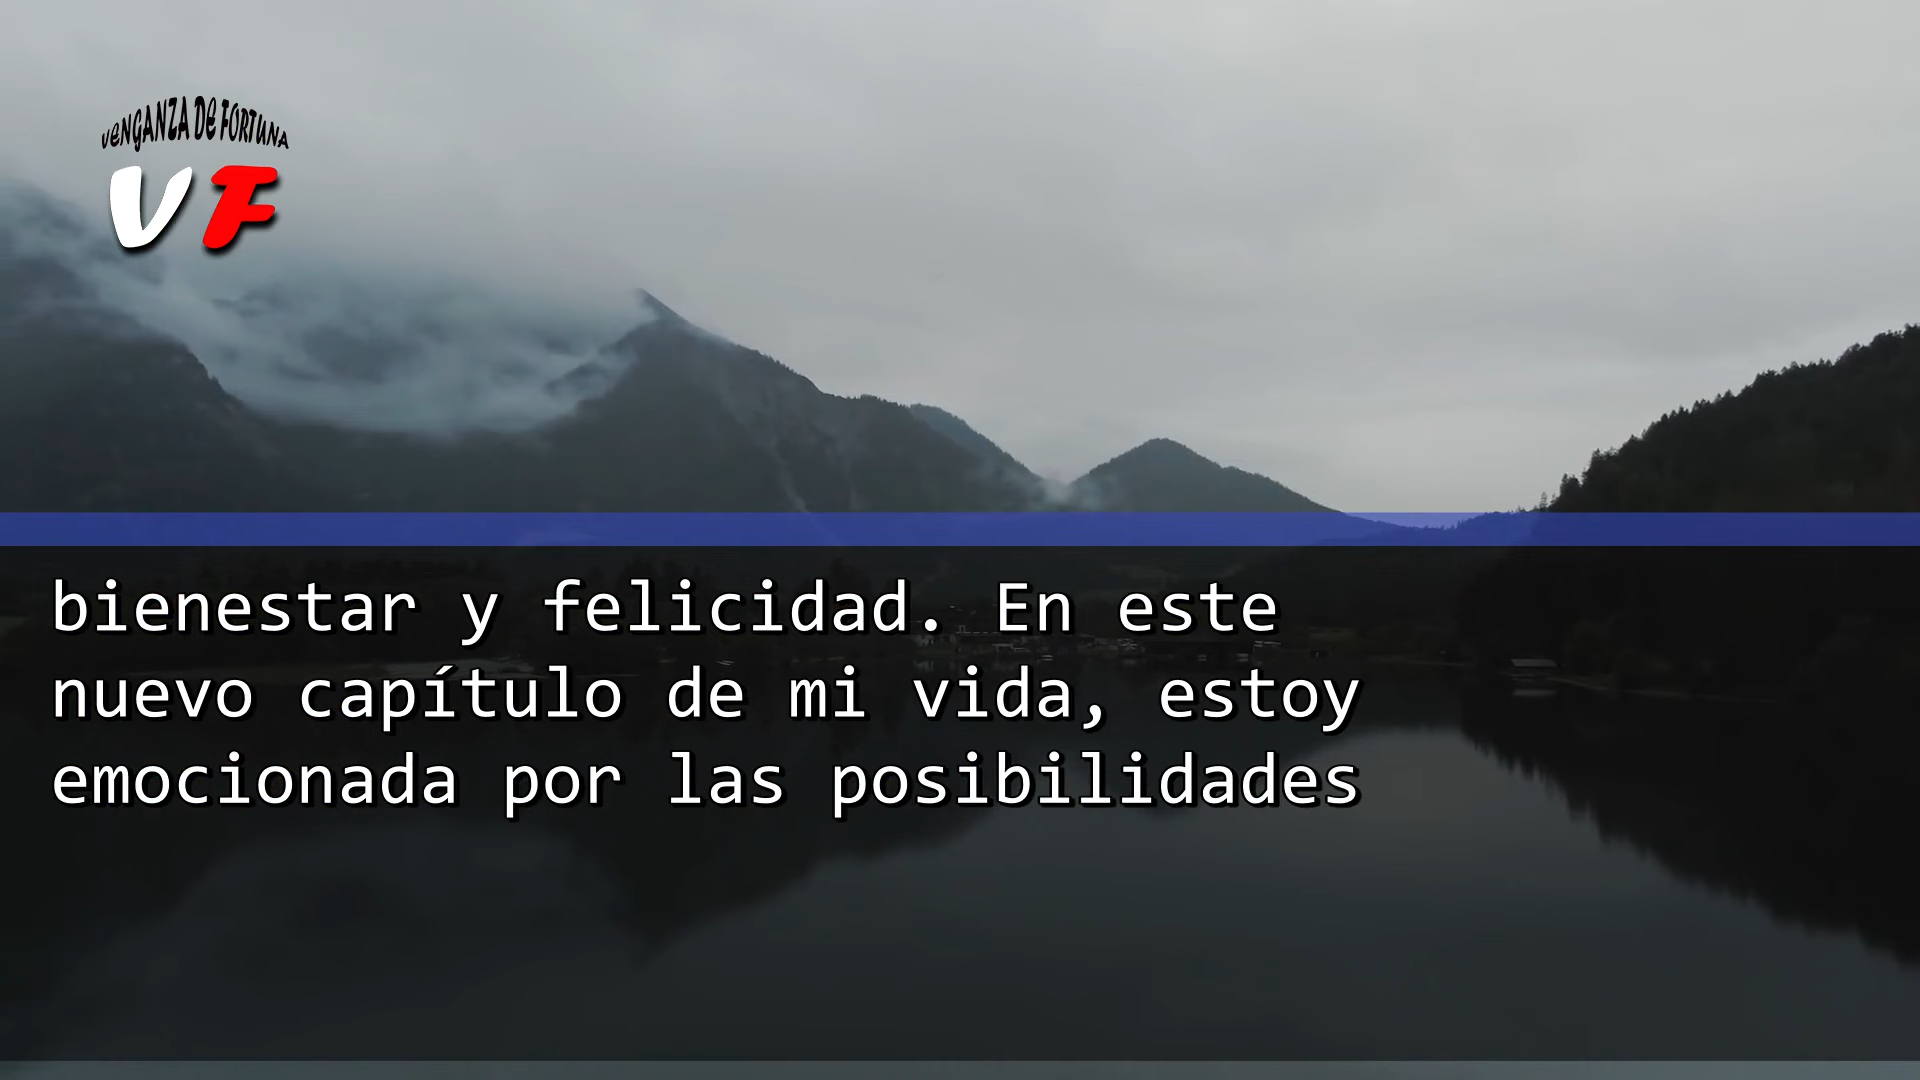 VENGANZA DE FORTUNA
VF
bienestar y felicidad. En este
nuevo capítulo de mi vida, estoy
emocionada por las posibilidades